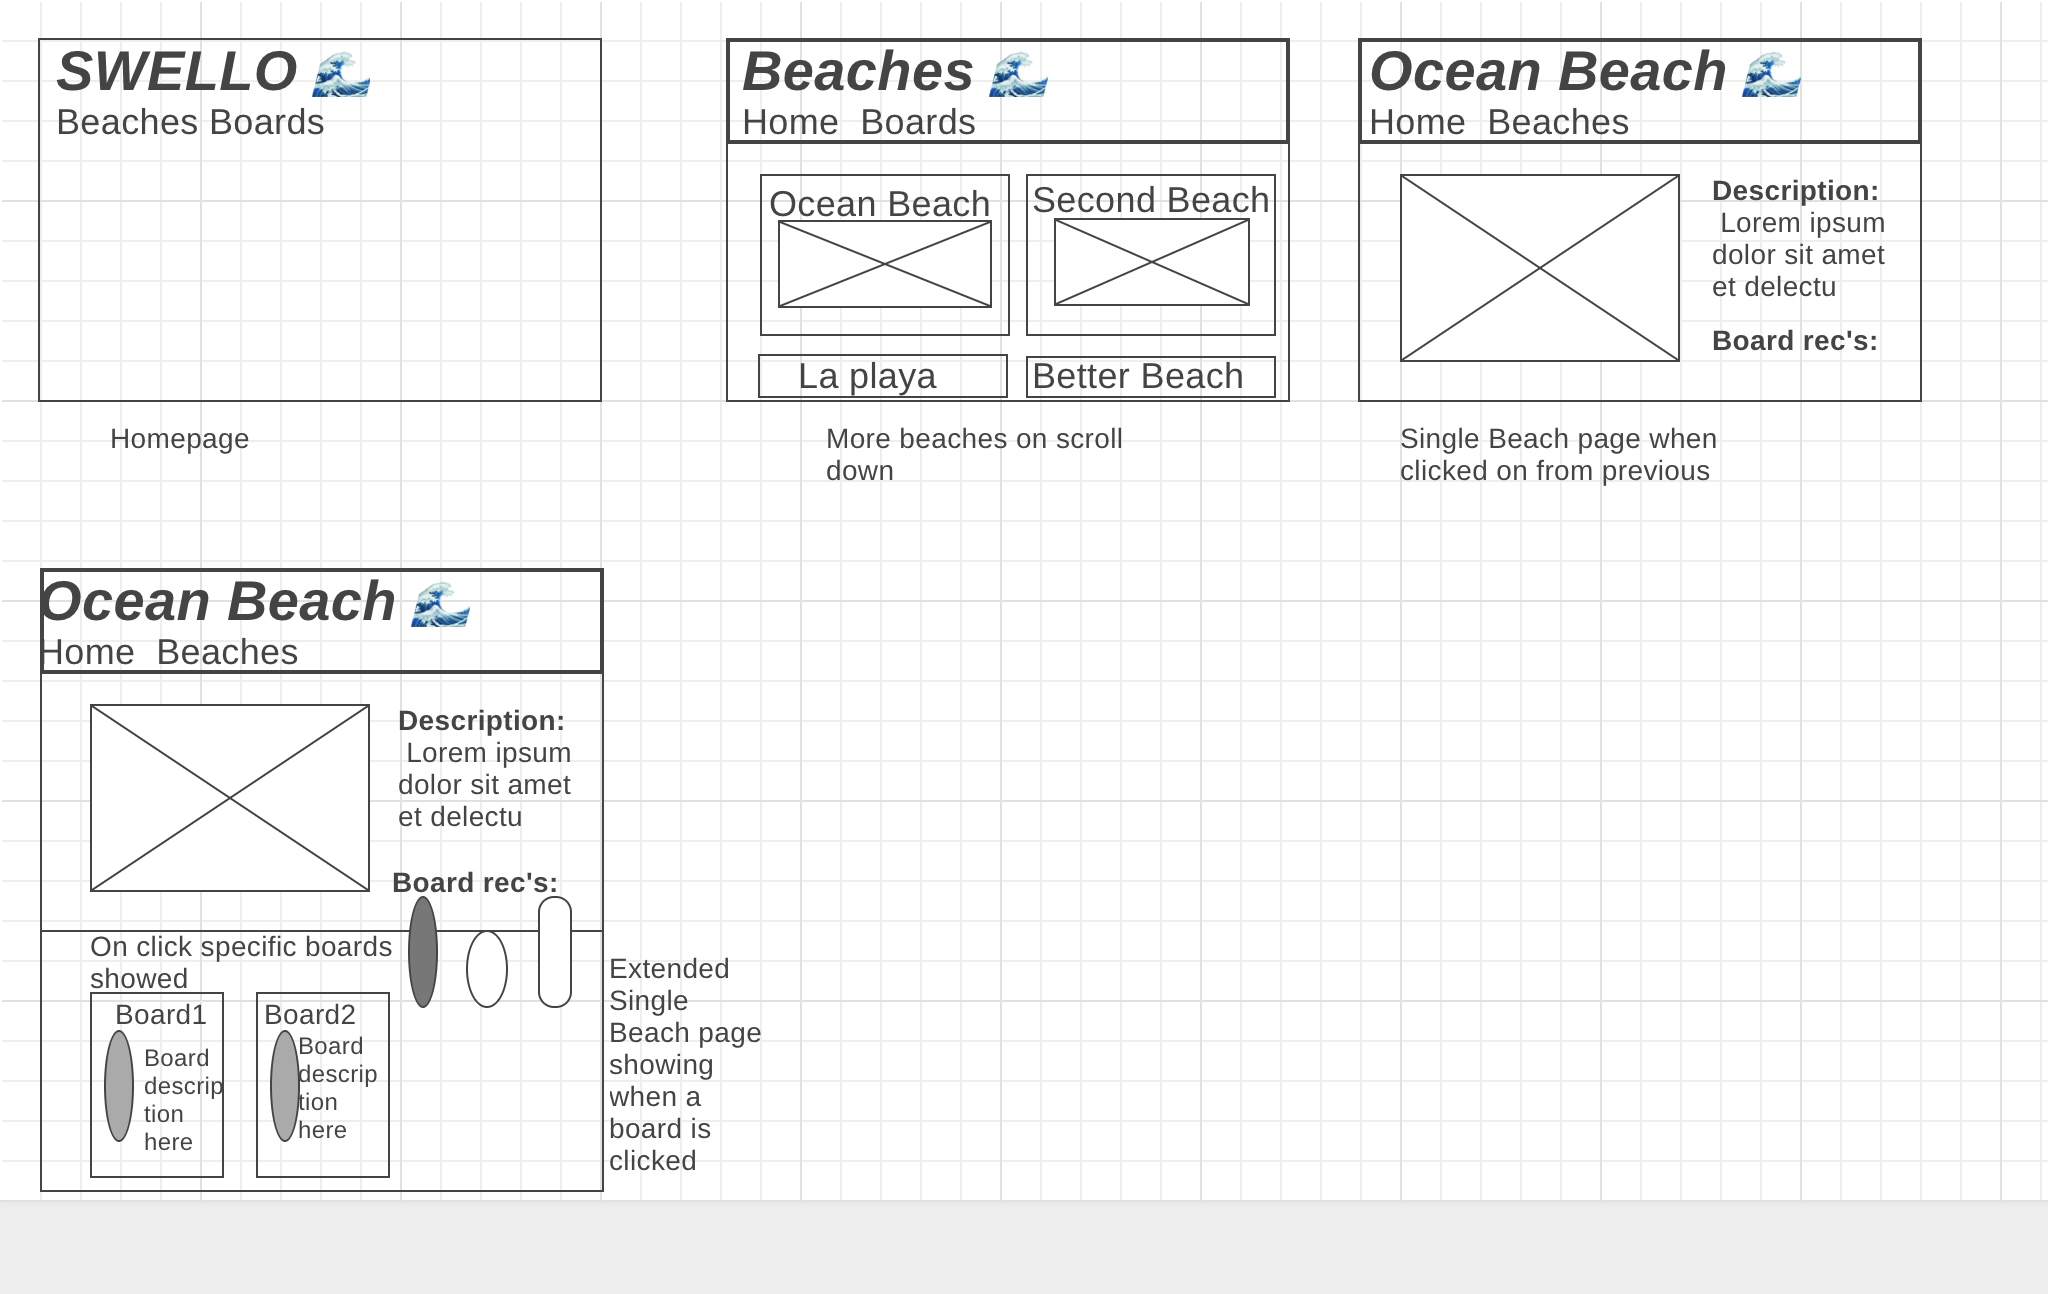 SWELLO 🌊
Beaches Boards
Homepage
Beaches 🌊
Home  Boards
Ocean Beach
Second Beach
La playa
Better Beach
More beaches on scroll
down
Ocean Beach 🌊
Home  Beaches
Description:
Lorem ipsum
dolor sit amet
et delectu
Board rec's:
Single Beach page when
clicked on from previous
Ocean Beach 🌊
Home  Beaches
Description:
Lorem ipsum
dolor sit amet
et delectu
Board rec's:
On click specific boards
showed
Board1
Board
descrip
tion
here
Board2
Board
descrip
tion
here
Extended
Single
Beach page
showing
when a
board is
clicked